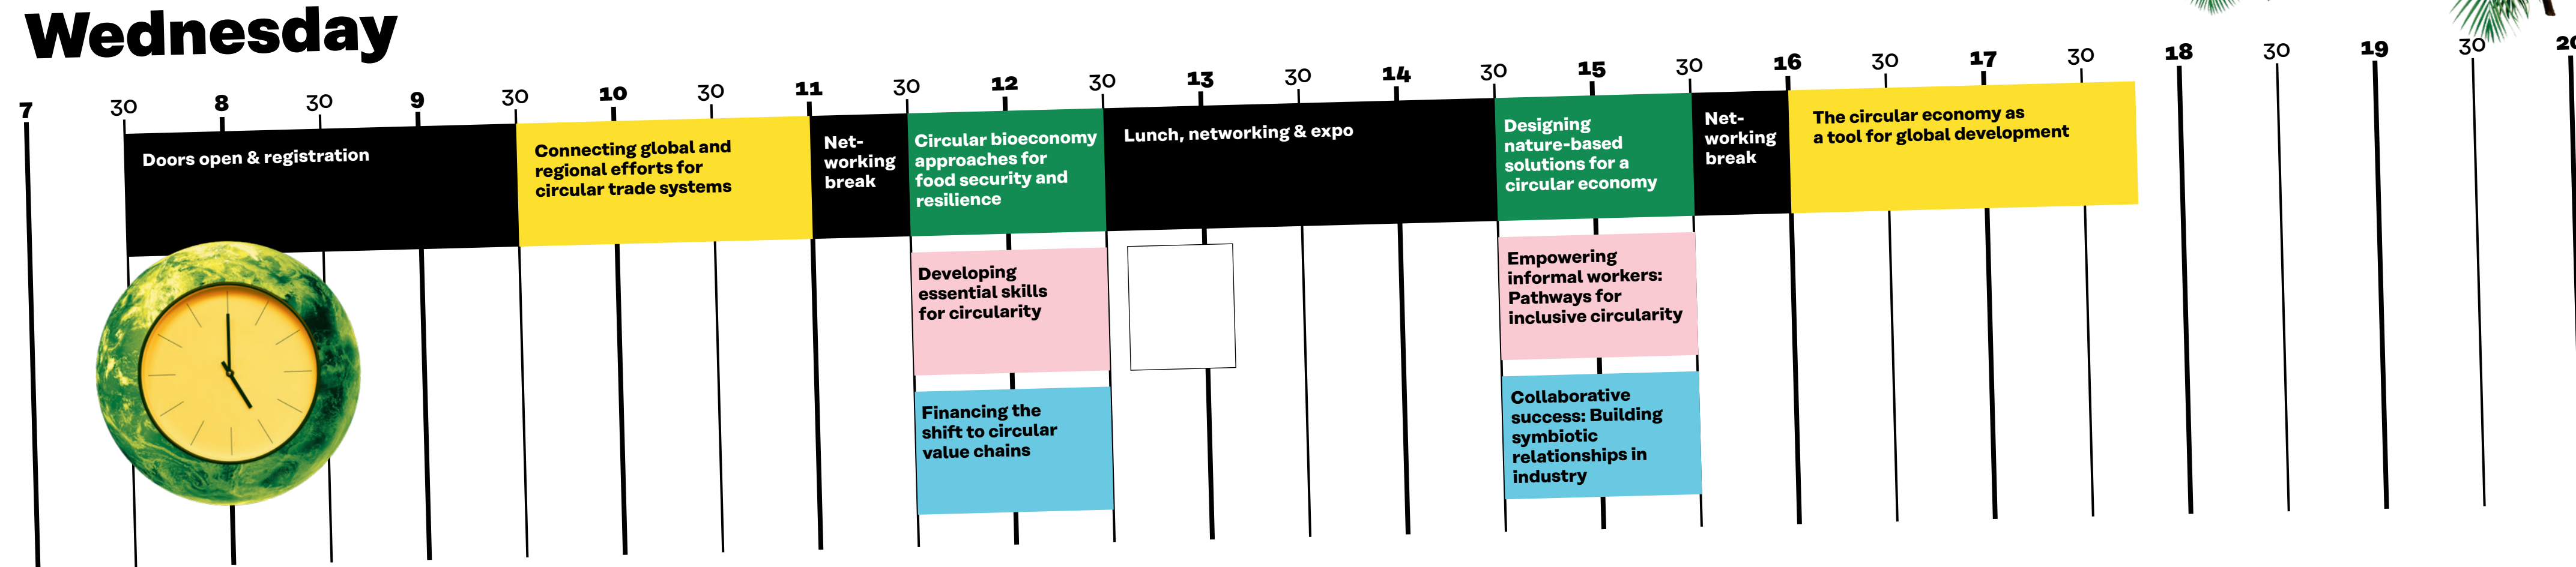 Wednesday
7
30
8
30
9
30
10
30
11
30
12
30
13
30
14
30
15
30
16
30
17
30
18
30
19
30
20
Doors open & registration
Connecting global and
regional efforts for
circular trade systems
Net-
working
break
Circular bioeconomy
approaches for
food security and
resilience
Lunch, networking & expo
Designing
nature-based
solutions for a
circular economy
Net-
working
break
The circular economy as
a tool for global development
Developing
essential skills
for circularity
Empowering
informal workers:
Pathways for
inclusive circularity
Financing the
shift to circular
value chains
Collaborative
success: Building
symbiotic
relationships in
industry